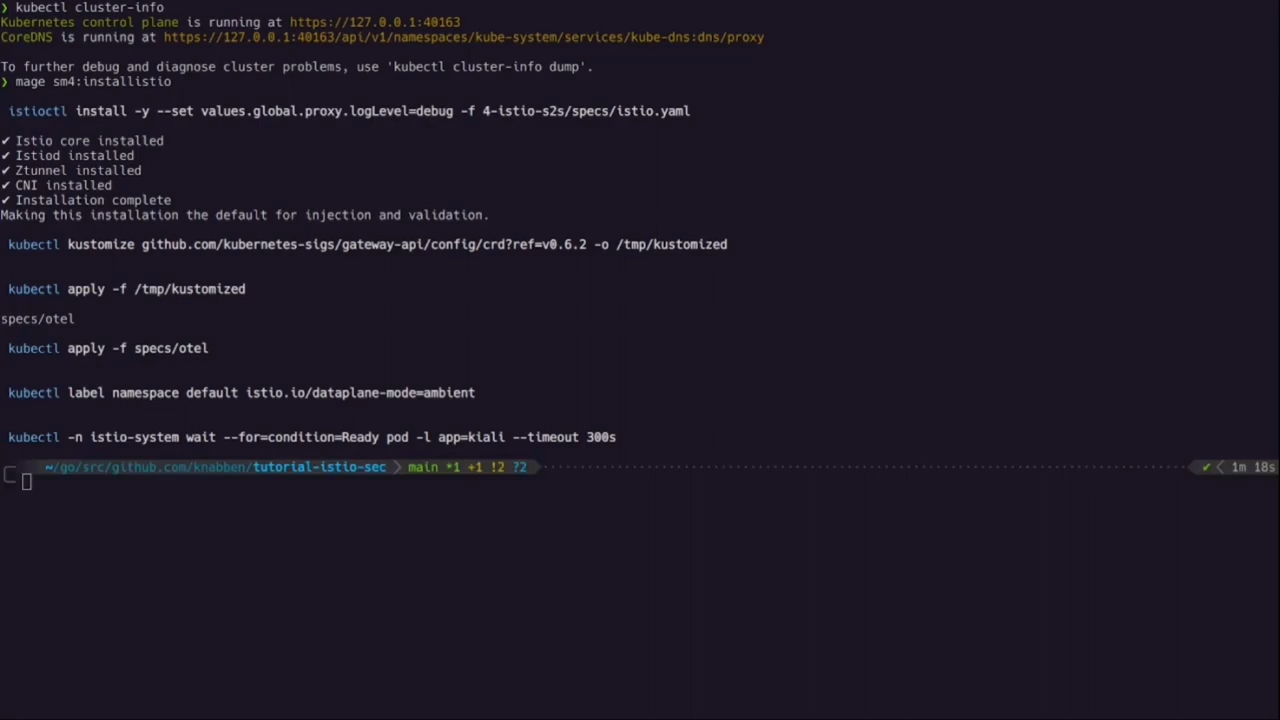 ❯ kubectl cluster-info
Kubernetes control plane is running at https://127.0.0.1:40163
CoreDNS is running at https://127.0.0.1:40163/api/v1/namespaces/kube-system/services/kube-dns:dns/proxy
To further debug and diagnose cluster problems, use 'kubectl cluster-info dump'.
❯ mage sm4:installistio
istioctl install -y --set values.global.proxy.logLevel=debug -f 4-istio-s2s/specs/istio.yaml
✔ Istio core installed
✔ Istiod installed
✔ Ztunnel installed
✔ CNI installed
✔ Installation complete
Making this installation the default for injection and validation.
kubectl kustomize github.com/kubernetes-sigs/gateway-api/config/crd?ref=v0.6.2 -o /tmp/kustomized
kubectl apply -f /tmp/kustomized
specs/otel
kubectl apply -f specs/otel
kubectl label namespace default istio.io/dataplane-mode=ambient
kubectl -n istio-system wait --for=condition=Ready pod -l app=kiali --timeout 300s
~/go/src/github.com/knabben/tutorial-istio-sec main *1 +1 !2 ?2 ✔ 1m 18s